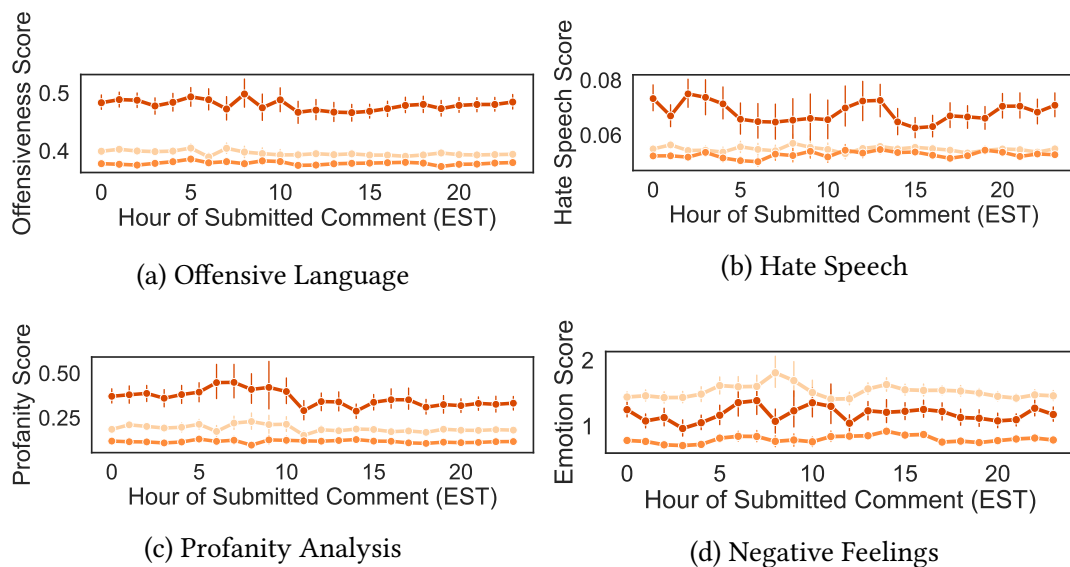 Offensiveness Score
0.5
0.4
0 5 10 15 20
Hour of Submitted Comment (EST)
(a) Offensive Language
Hate Speech Score
0.08
0.06
0 5 10 15 20
Hour of Submitted Comment (EST)
(b) Hate Speech
Profanity Score
0.50
0.25
0 5 10 15 20
Hour of Submitted Comment (EST)
(c) Profanity Analysis
Emotion Score
2
1
0 5 10 15 20
Hour of Submitted Comment (EST)
(d) Negative Feelings